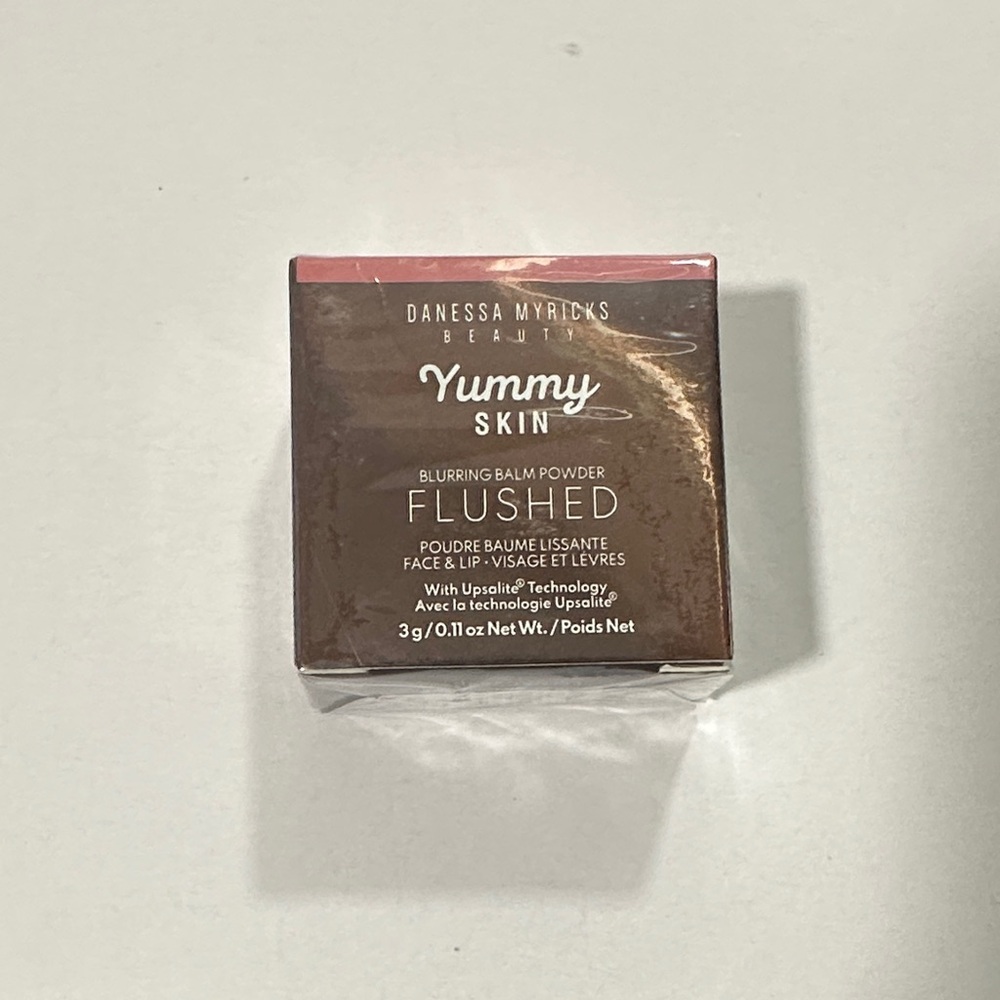 DANESSA MYRICKS
BEAUTY
Yummy
SKIN
BLURRING BALM POWDER
FLUSHED
POUDRE BAUME LISSANTE
FACE & LIP • VISAGE ET LÈVRES
With Upsalite® Technology
Avec la technologie Upsalite®
3 g / 0.11 oz Net Wt. / Poids Net